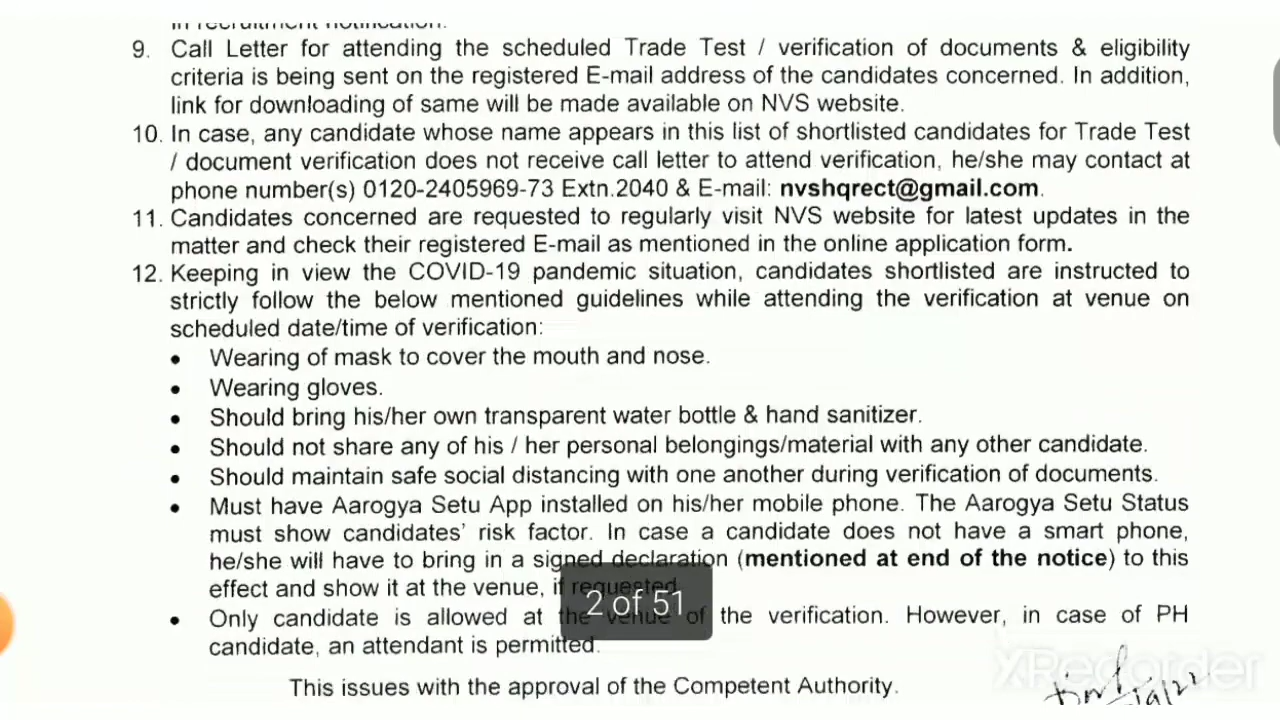 in recruitment notification.
9. Call Letter for attending the scheduled Trade Test / verification of documents & eligibility
criteria is being sent on the registered E-mail address of the candidates concerned. In addition,
link for downloading of same will be made available on NVS website.
10. In case, any candidate whose name appears in this list of shortlisted candidates for Trade Test
/ document verification does not receive call letter to attend verification, he/she may contact at
phone number(s) 0120-2405969-73 Extn.2040 & E-mail: nvshqrect@gmail.com.
11. Candidates concerned are requested to regularly visit NVS website for latest updates in the
matter and check their registered E-mail as mentioned in the online application form.
12. Keeping in view the COVID-19 pandemic situation, candidates shortlisted are instructed to
strictly follow the below mentioned guidelines while attending the verification at venue on
scheduled date/time of verification:
• Wearing of mask to cover the mouth and nose.
• Wearing gloves.
• Should bring his/her own transparent water bottle & hand sanitizer.
• Should not share any of his / her personal belongings/material with any other candidate.
• Should maintain safe social distancing with one another during verification of documents.
• Must have Aarogya Setu App installed on his/her mobile phone. The Aarogya Setu Status
must show candidates' risk factor. In case a candidate does not have a smart phone,
he/she will have to bring in a signed declaration (mentioned at end of the notice) to this
effect and show it at the venue, if requested.
2 of 51
• Only candidate is allowed at the venue of the verification. However, in case of PH
candidate, an attendant is permitted.
This issues with the approval of the Competent Authority.
XRecorder